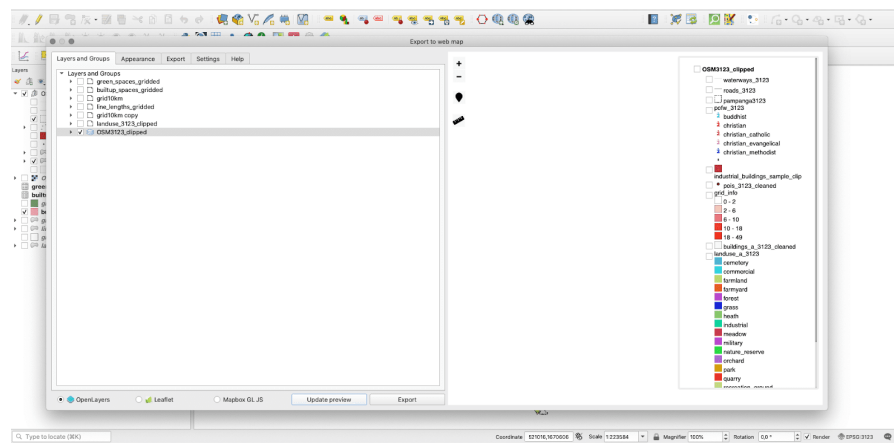 Export to web map
Layers and Groups
Appearance
Export
Settings
Help
Layers
Layers and Groups
green_spaces_gridded
builtup_spaces_gridded
grid10km
line_lengths_gridded
grid10km copy
landuse_3123_clipped
OSM3123_clipped
OpenLayers
Leaflet
Mapbox GL JS
Update preview
Export
+
-
OSM3123_clipped
waterways_3123
roads_3123
pampanga3123
pofw_3123
buddhist
christian
christian_catholic
christian_evangelical
christian_methodist
industrial_buildings_sample_clip
pois_3123_cleaned
grid_info
0 - 2
2 - 6
6 - 10
10 - 18
18 - 49
buildings_a_3123_cleaned
landuse_a_3123
cemetery
commercial
farmland
farmyard
forest
grass
heath
industrial
meadow
military
nature_reserve
orchard
park
quarry
recreation_ground
Type to locate (⌘K)
Coordinate 521016,1670606
Scale 1:223584
Magnifier 100%
Rotation 0,0°
Render
EPSG:3123